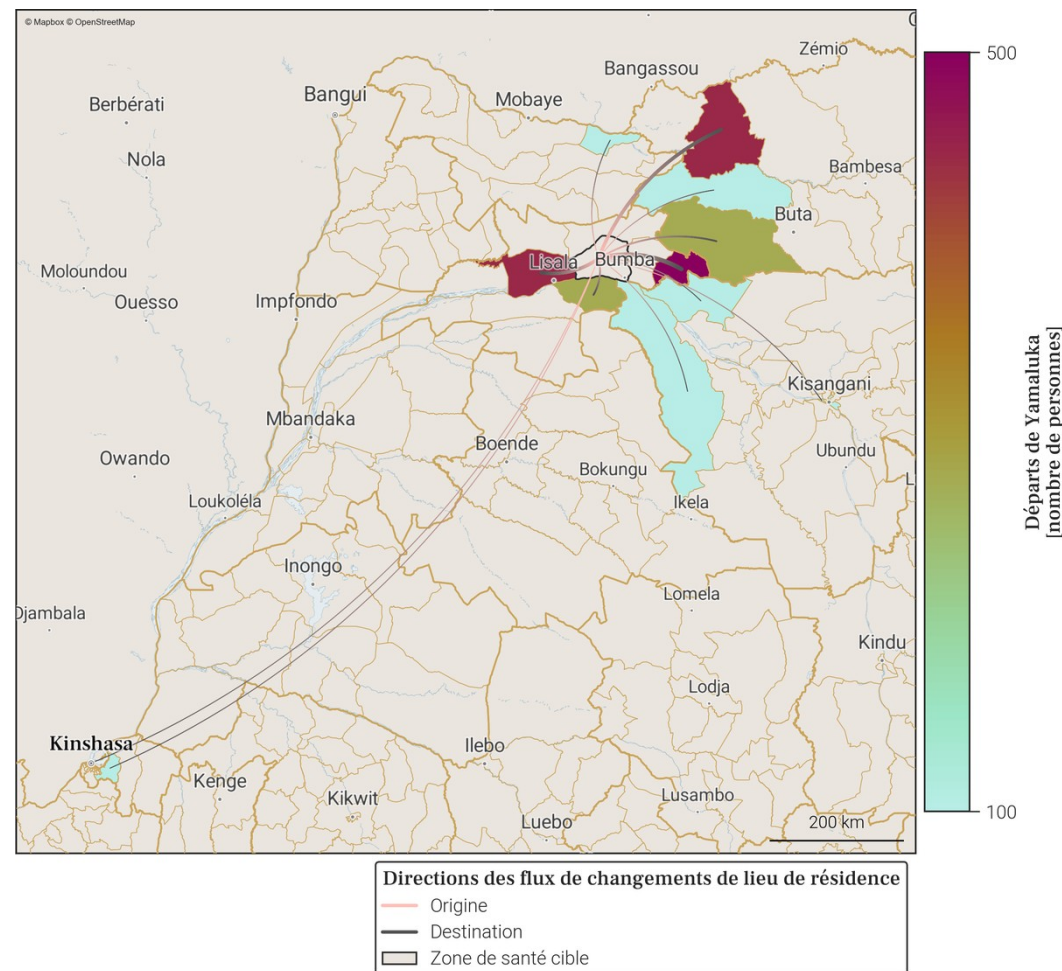 © Mapbox © OpenStreetMap
Zémio
Bangassou
Bangui
Mobaye
Berbérati
Nola
Bambesa
Buta
Bumba
Lisala
Moloundou
Ouesso
Impfondo
Kisangani
Mbandaka
Boende
Ubundu
Owando
Bokungu
Loukoléla
Ikela
Inongo
Lomela
Djambala
Kindu
Lodja
Kinshasa
Ilebo
Kenge
Kikwit
Lusambo
Luebo
200 km
500
100
Départs de Yamaluka
[nombre de personnes]
Directions des flux de changements de lieu de résidence
Origine
Destination
Zone de santé cible